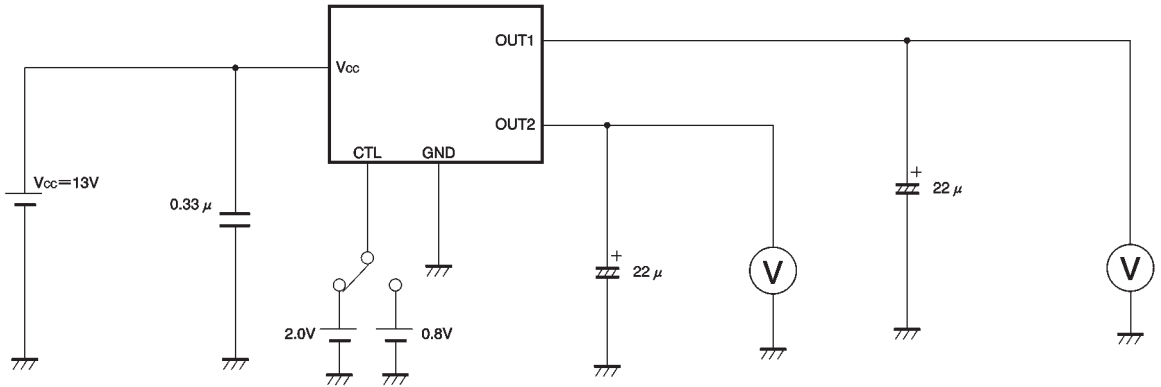 OUT1
Vcc
OUT2
CTL
GND
Vcc=13V
0.33 μ
+
22 μ
+
22 μ
V
V
2.0V
0.8V